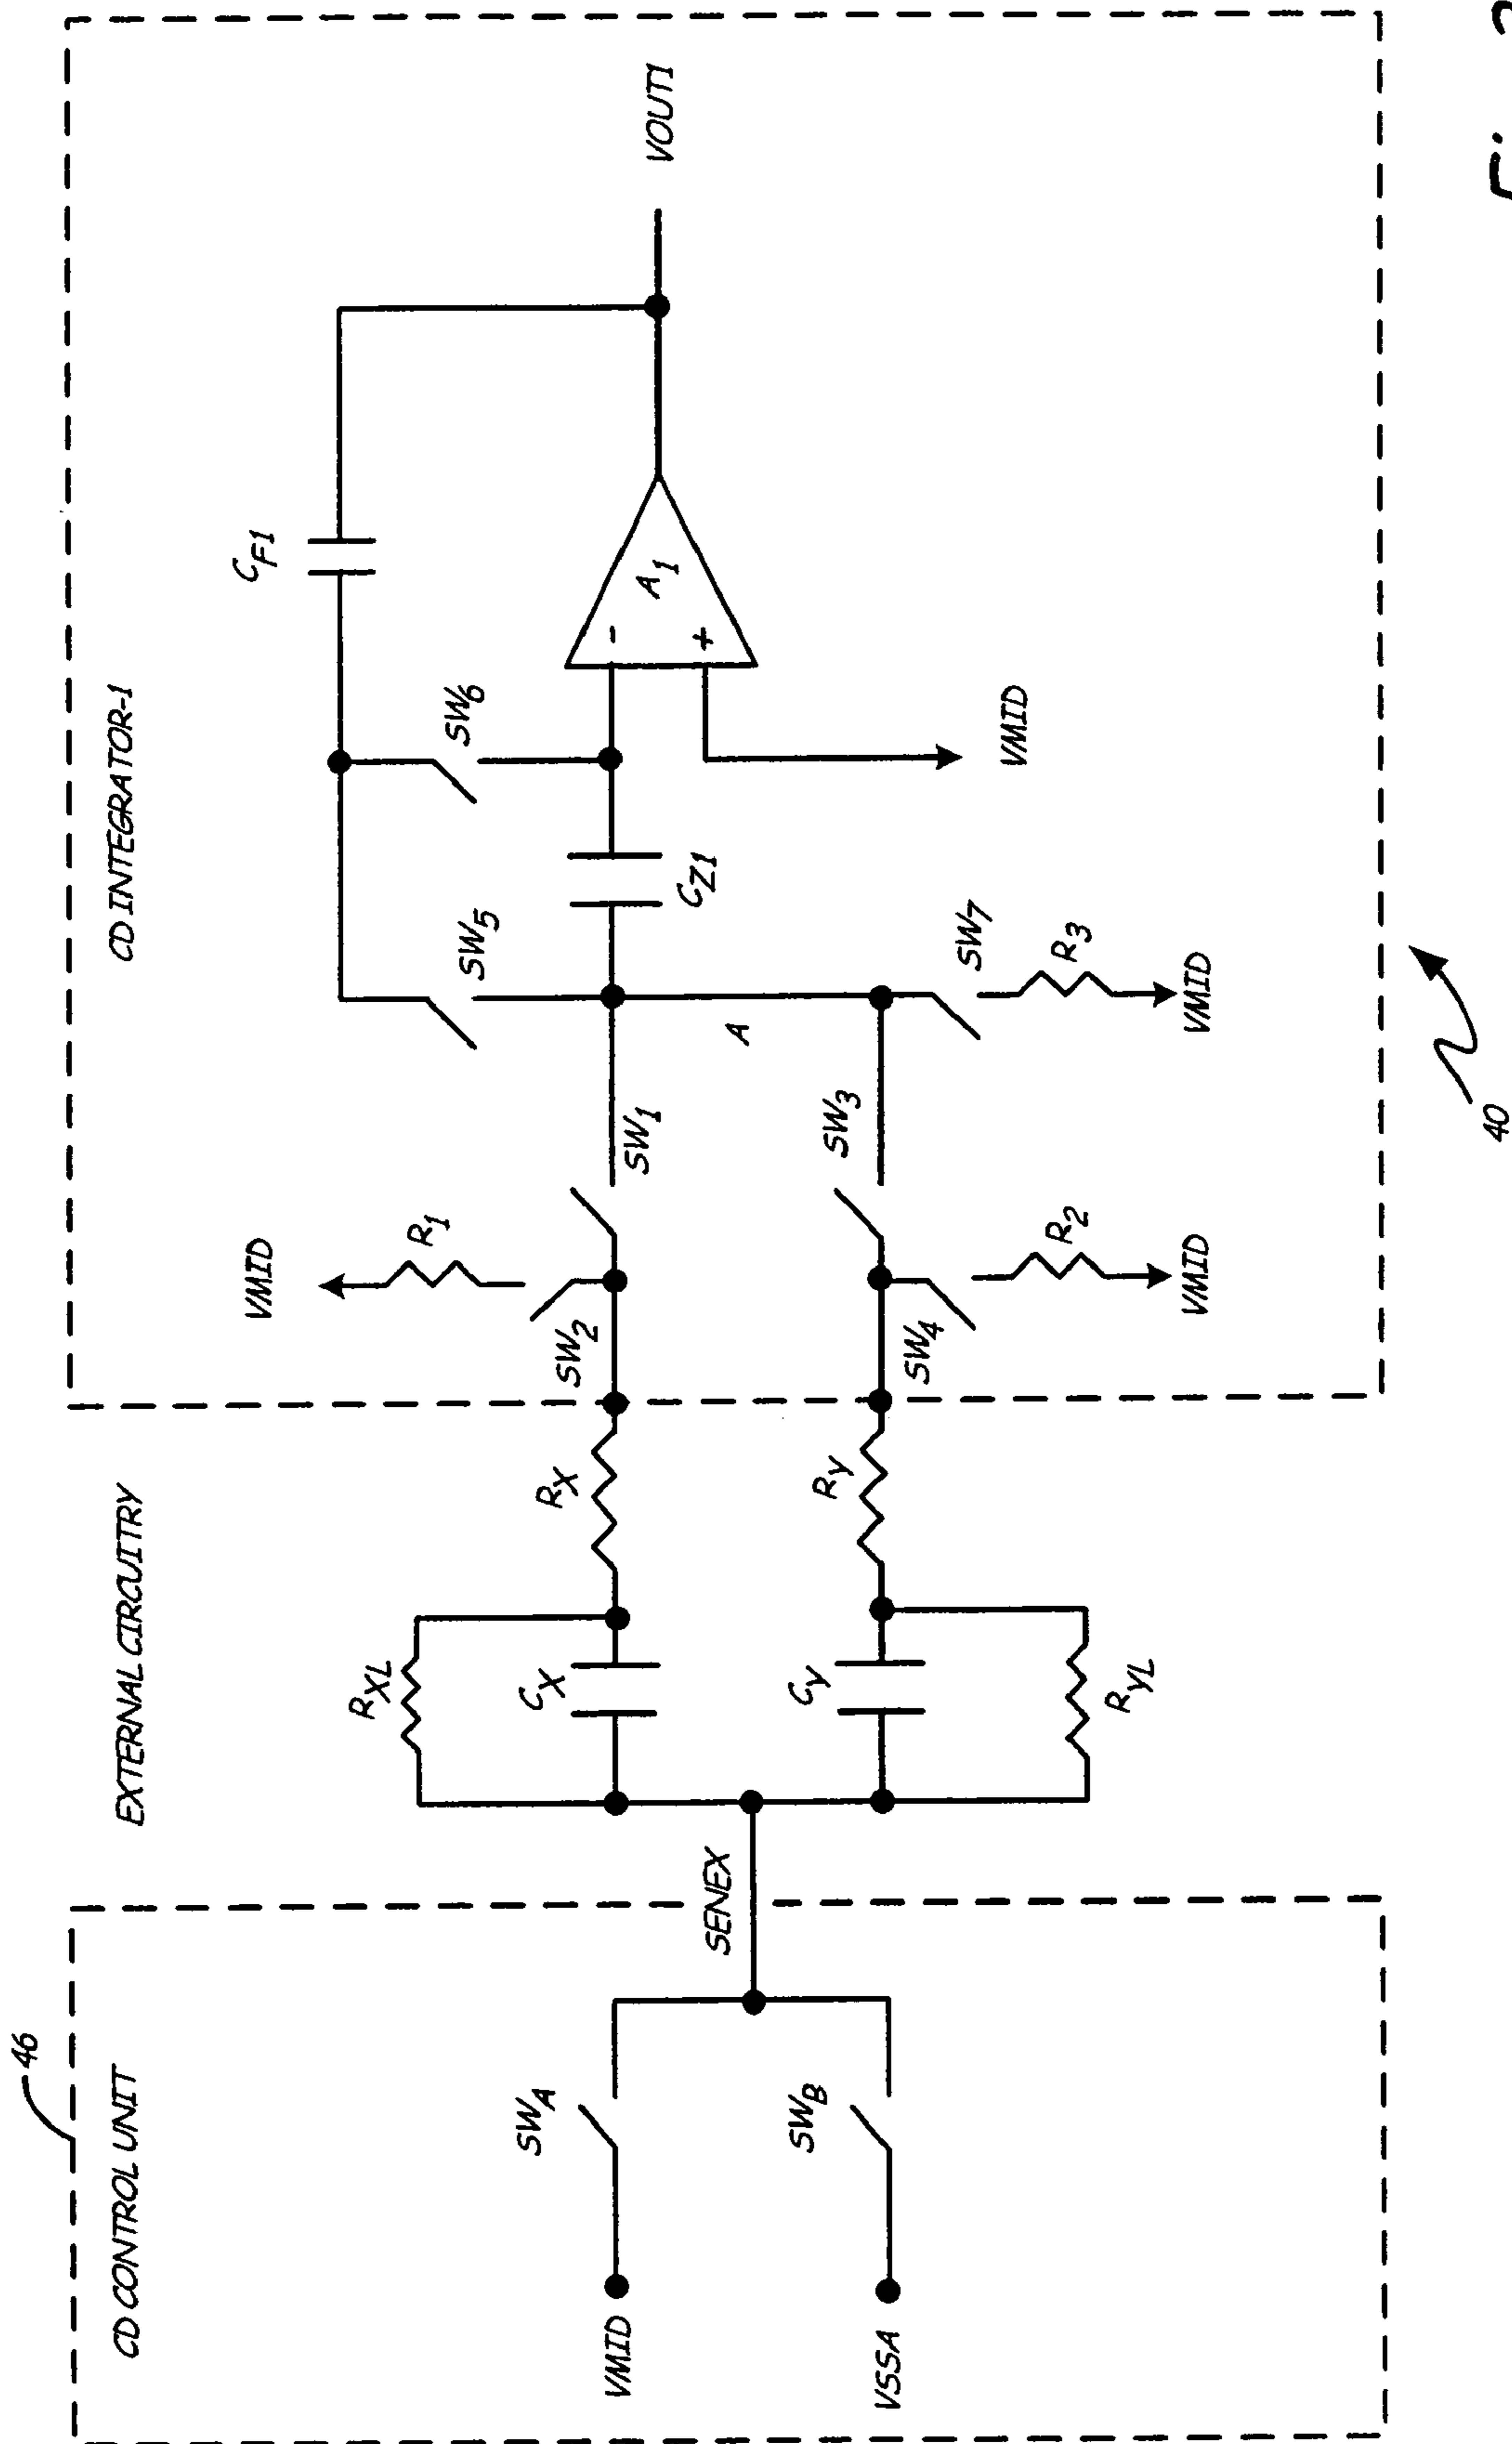 46
CD CONTROL UNIT
EXTERNAL CIRCUITRY
CD INTEGRATOR-1
VMID
SWA
VSSA
SWB
SENEX
RXL
CX
RX
CY
RY
RYL
VMID
R1
SW2
SW1
SW4
R2
VMID
SW3
A
SW5
CZ1
SW6
CF1
SW7
R3
VMID
-
+
A1
VMID
VOUT1
40